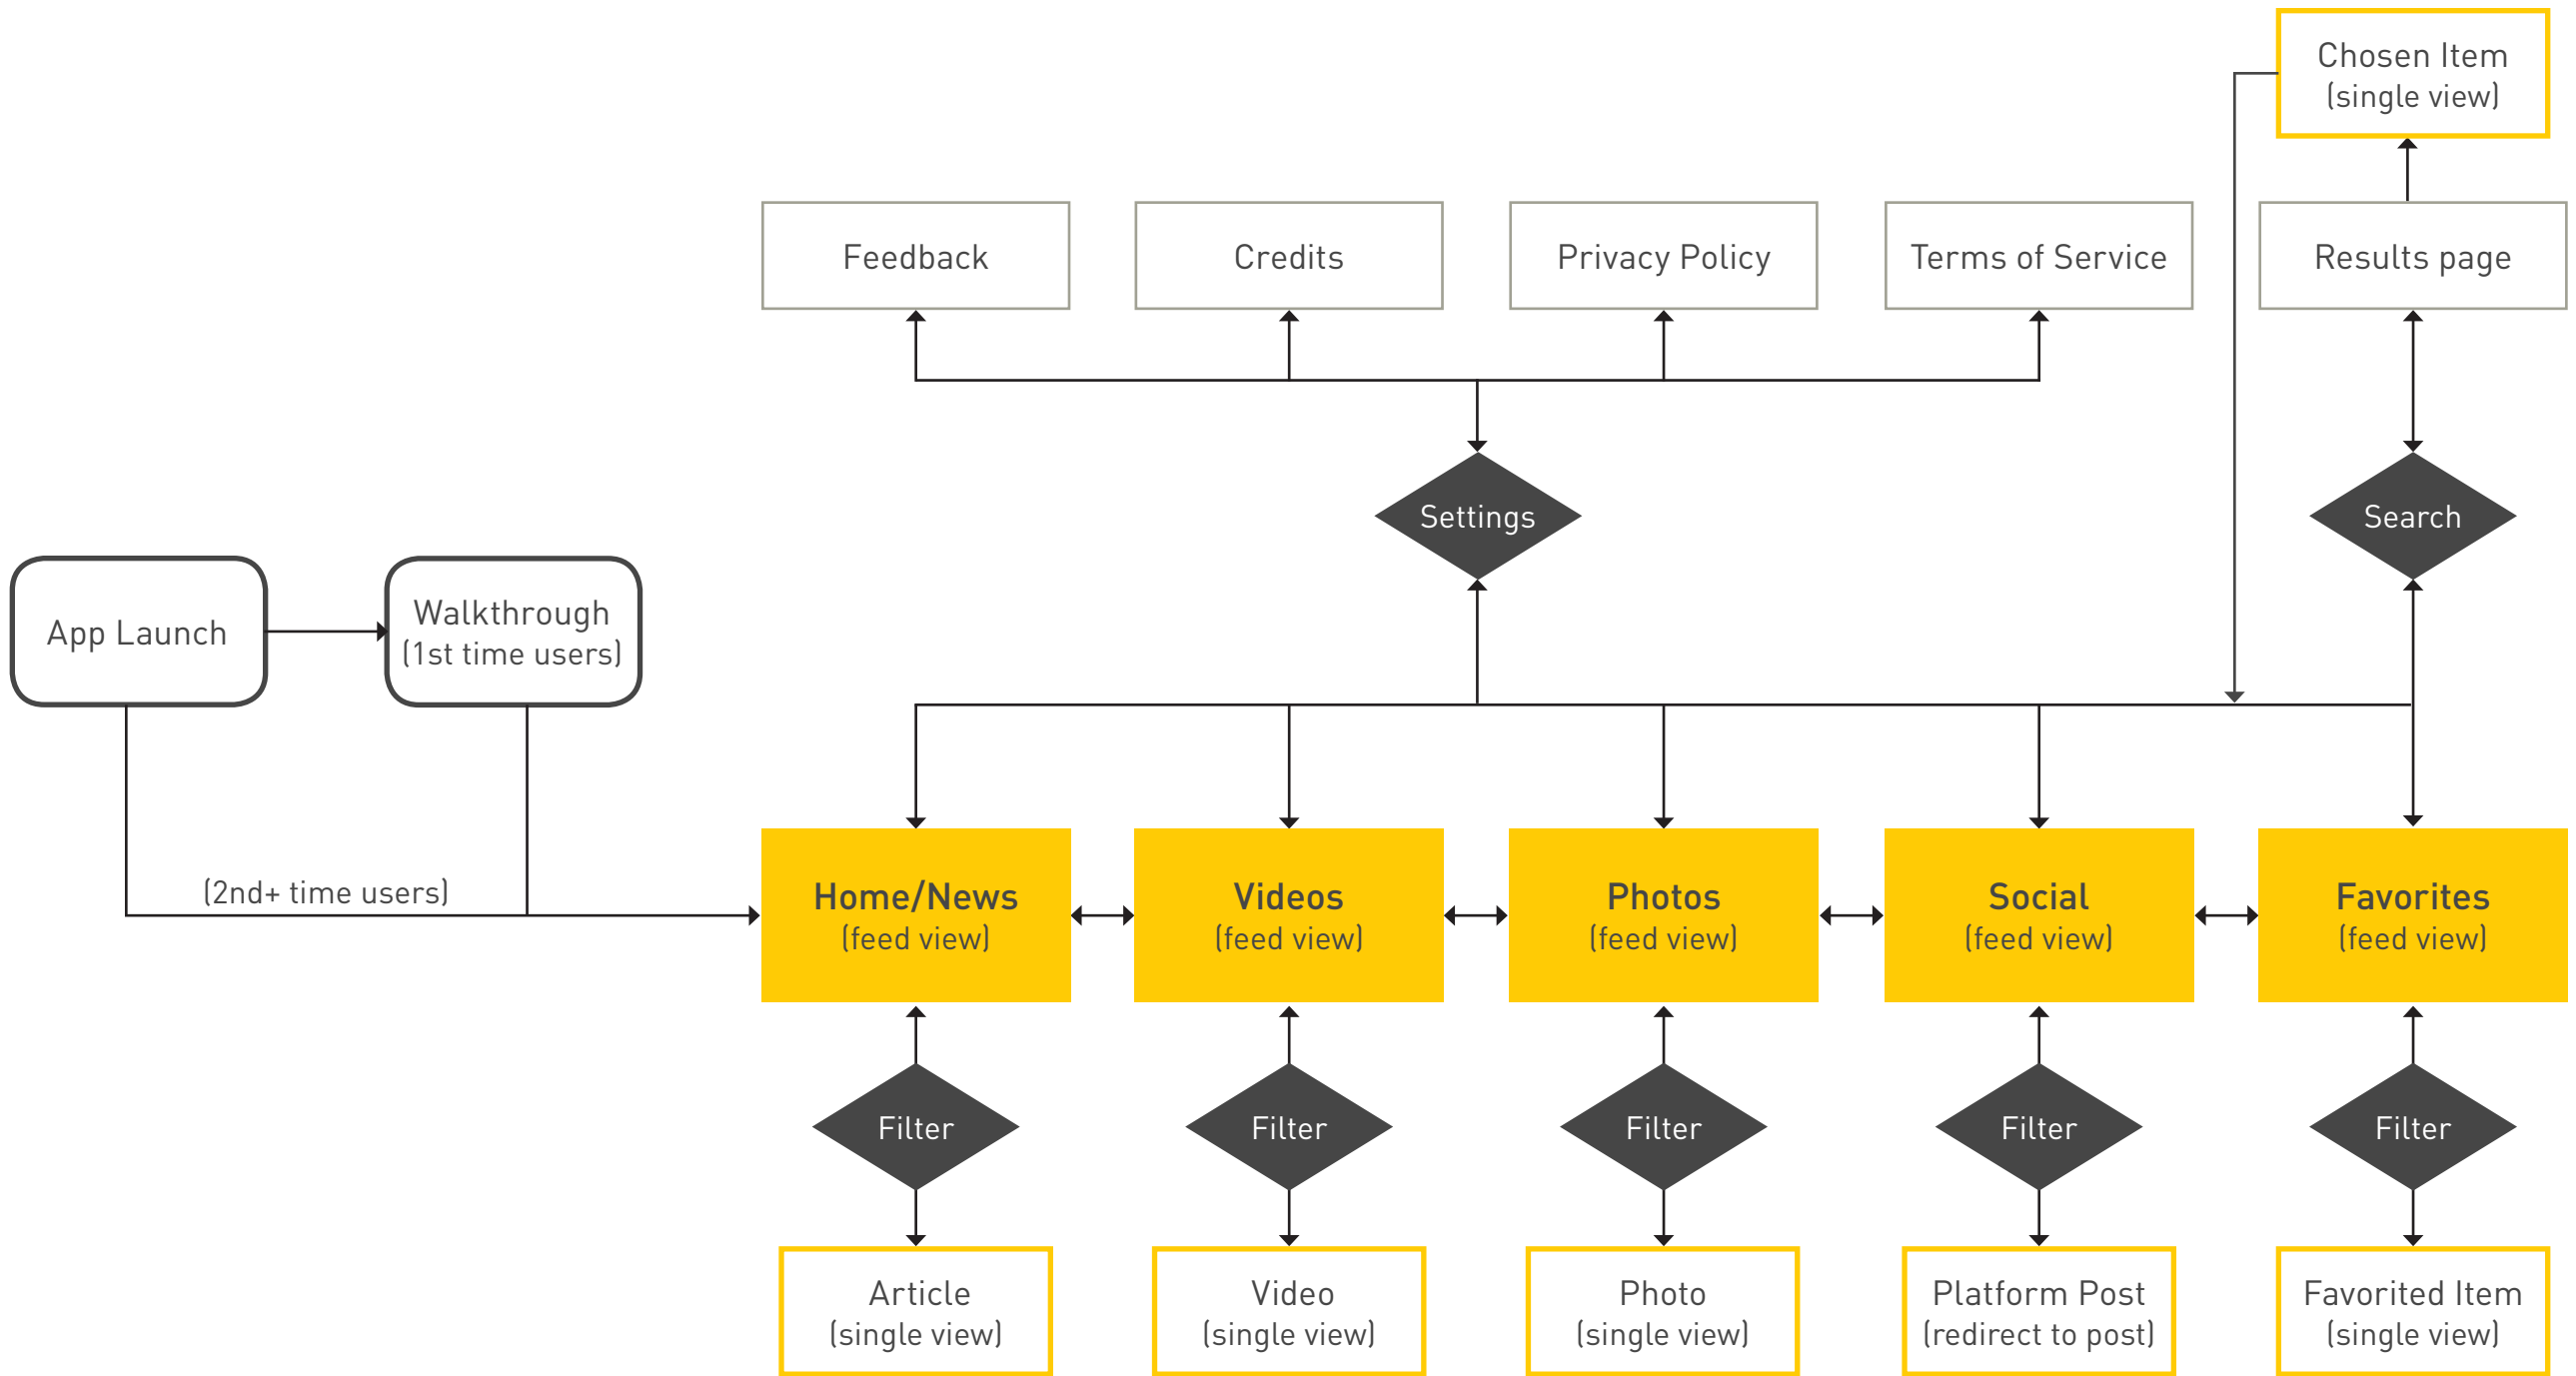 Chosen Item
(single view)
Feedback
Credits
Privacy Policy
Terms of Service
Results page
Settings
Search
App Launch
Walkthrough
(1st time users)
(2nd+ time users)
Home/News
(feed view)
Videos
(feed view)
Photos
(feed view)
Social
(feed view)
Favorites
(feed view)
Filter
Filter
Filter
Filter
Filter
Article
(single view)
Video
(single view)
Photo
(single view)
Platform Post
(redirect to post)
Favorited Item
(single view)